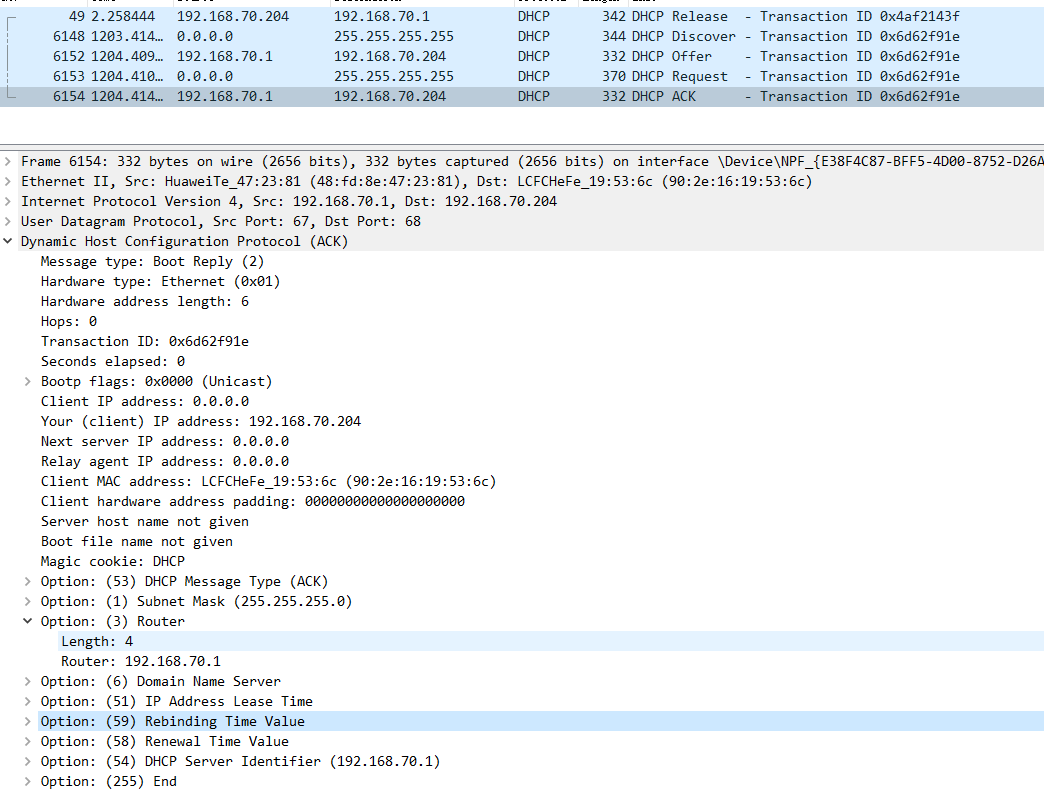 49 2.258444 192.168.70.204 192.168.70.1 DHCP 342 DHCP Release - Transaction ID 0x4af2143f
6148 1203.414… 0.0.0.0 255.255.255.255 DHCP 344 DHCP Discover - Transaction ID 0x6d62f91e
6152 1204.409… 192.168.70.1 192.168.70.204 DHCP 332 DHCP Offer - Transaction ID 0x6d62f91e
6153 1204.410… 0.0.0.0 255.255.255.255 DHCP 370 DHCP Request - Transaction ID 0x6d62f91e
6154 1204.414… 192.168.70.1 192.168.70.204 DHCP 332 DHCP ACK - Transaction ID 0x6d62f91e
Frame 6154: 332 bytes on wire (2656 bits), 332 bytes captured (2656 bits) on interface \Device\NPF_{E38F4C87-BFF5-4D00-8752-D26A
Ethernet II, Src: HuaweiTe_47:23:81 (48:fd:8e:47:23:81), Dst: LCFCHeFe_19:53:6c (90:2e:16:19:53:6c)
Internet Protocol Version 4, Src: 192.168.70.1, Dst: 192.168.70.204
User Datagram Protocol, Src Port: 67, Dst Port: 68
Dynamic Host Configuration Protocol (ACK)
Message type: Boot Reply (2)
Hardware type: Ethernet (0x01)
Hardware address length: 6
Hops: 0
Transaction ID: 0x6d62f91e
Seconds elapsed: 0
Bootp flags: 0x0000 (Unicast)
Client IP address: 0.0.0.0
Your (client) IP address: 192.168.70.204
Next server IP address: 0.0.0.0
Relay agent IP address: 0.0.0.0
Client MAC address: LCFCHeFe_19:53:6c (90:2e:16:19:53:6c)
Client hardware address padding: 00000000000000000000
Server host name not given
Boot file name not given
Magic cookie: DHCP
Option: (53) DHCP Message Type (ACK)
Option: (1) Subnet Mask (255.255.255.0)
Option: (3) Router
Length: 4
Router: 192.168.70.1
Option: (6) Domain Name Server
Option: (51) IP Address Lease Time
Option: (59) Rebinding Time Value
Option: (58) Renewal Time Value
Option: (54) DHCP Server Identifier (192.168.70.1)
Option: (255) End